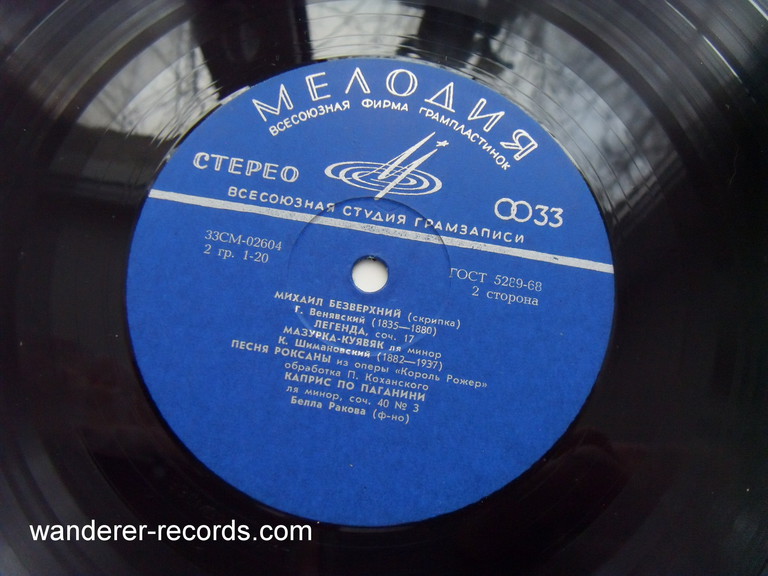 МЕЛОДИЯ
ВСЕСОЮЗНАЯ ФИРМА ГРАМПЛАСТИНОК
СТЕРЕО
33
ВСЕСОЮЗНАЯ СТУДИЯ ГРАМЗАПИСИ
33СМ-02604
ГОСТ 5289-68
2 гр. 1-20
2 сторона
МИХАИЛ БЕЗВЕРХНИЙ (скрипка)
Г. Венявский (1835—1880)
ЛЕГЕНДА, соч. 17
МАЗУРКА-КУЯВЯК ля минор
К. Шимановский (1882—1937)
ПЕСНЯ РОКСАНЫ из оперы «Король Рожер»
обработка П. Коханского
КАПРИС ПО ПАГАНИНИ
ля минор, соч. 40 № 3
Белла Ракова (ф-но)
wanderer-records.com